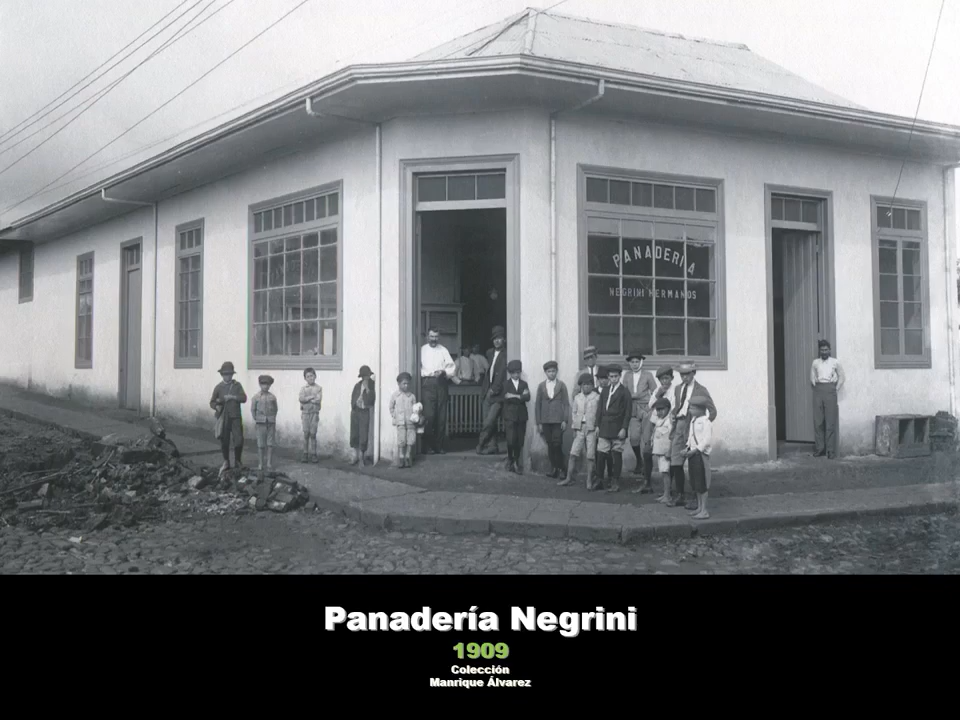 PANADERIA
NEGRINI HERMANOS
Panadería Negrini
1909
Colección
Manrique Álvarez